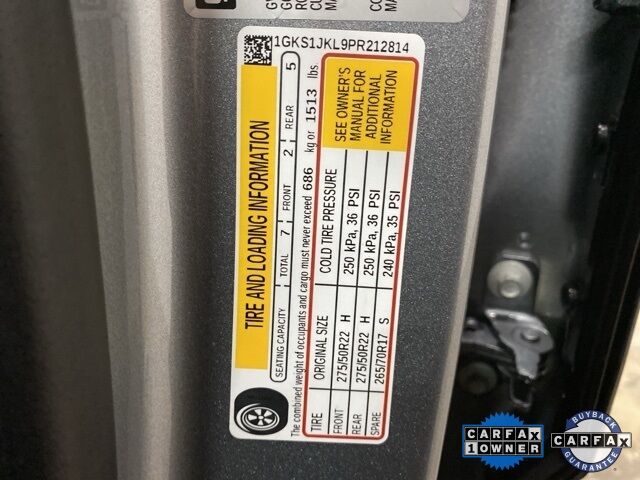 1GKS1JKL9PR212814
TIRE AND LOADING INFORMATION
SEATING CAPACITY TOTAL 7 FRONT 2 REAR 5
The combined weight of occupants and cargo must never exceed 686 kg or 1513 lbs.
TIRE ORIGINAL SIZE COLD TIRE PRESSURE
FRONT 275/50R22 H 250 kPa, 36 PSI
REAR 275/50R22 H 250 kPa, 36 PSI
SPARE 265/70R17 S 240 kPa, 35 PSI
SEE OWNER'S
MANUAL FOR
ADDITIONAL
INFORMATION
CARFAX
1 OWNER
BUYBACK
CARFAX
GUARANTEE